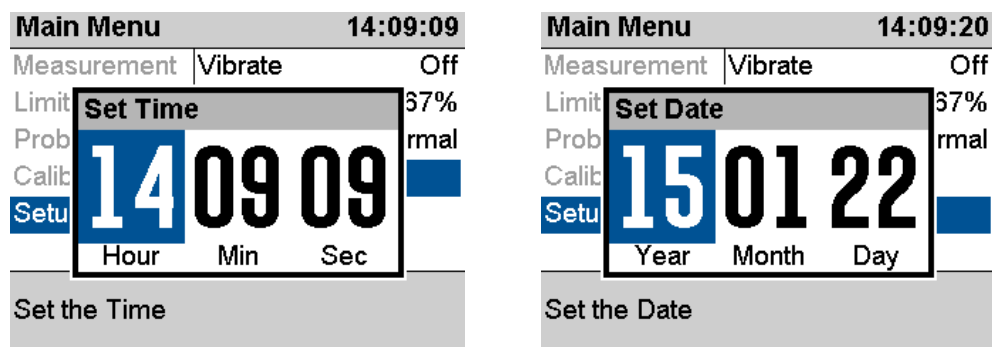 Main Menu 14:09:09
Measurement Vibrate Off
Limit 67%
Set Time
Prob rmal
Calib
Setu
14 09 09
Hour Min Sec
Set the Time
Main Menu 14:09:20
Measurement Vibrate Off
Limit 67%
Set Date
Prob rmal
Calib
Setu
15 01 22
Year Month Day
Set the Date